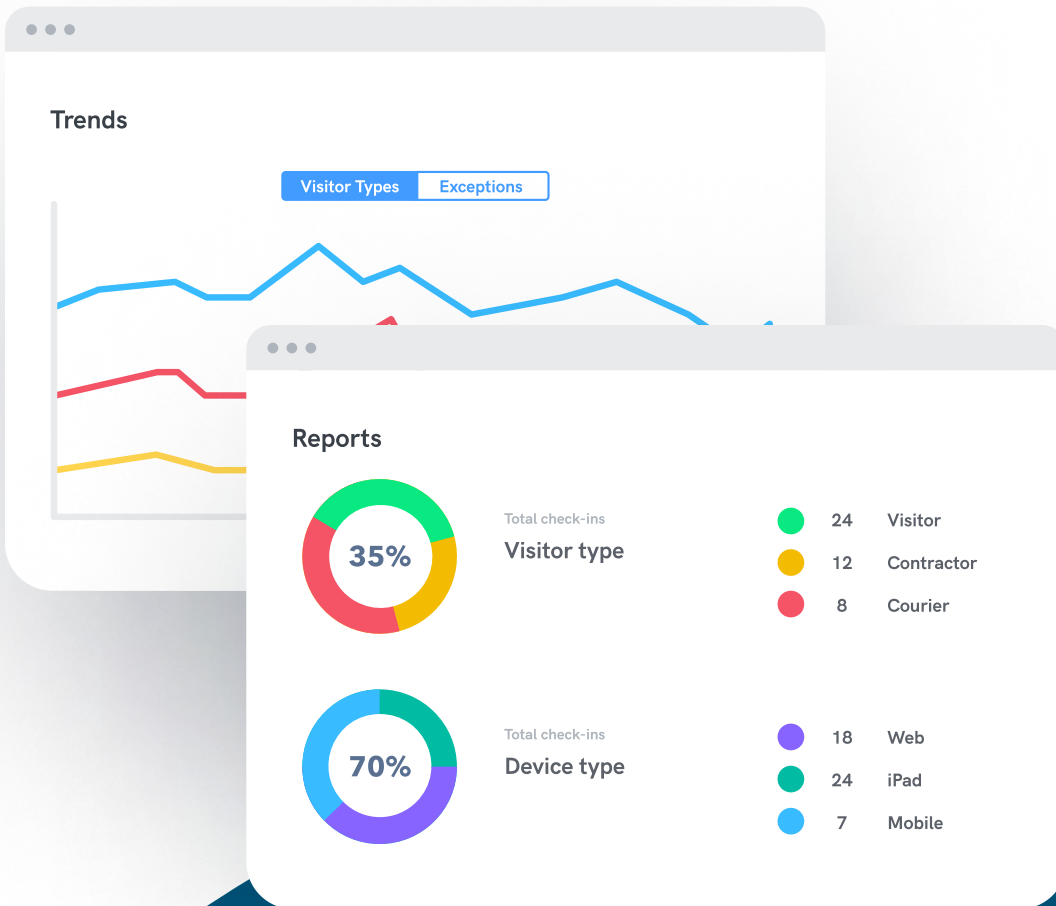 Trends
Visitor Types Exceptions
Reports
35%
Total check-ins
Visitor type
24 Visitor
12 Contractor
8 Courier
70%
Total check-ins
Device type
18 Web
24 iPad
7 Mobile